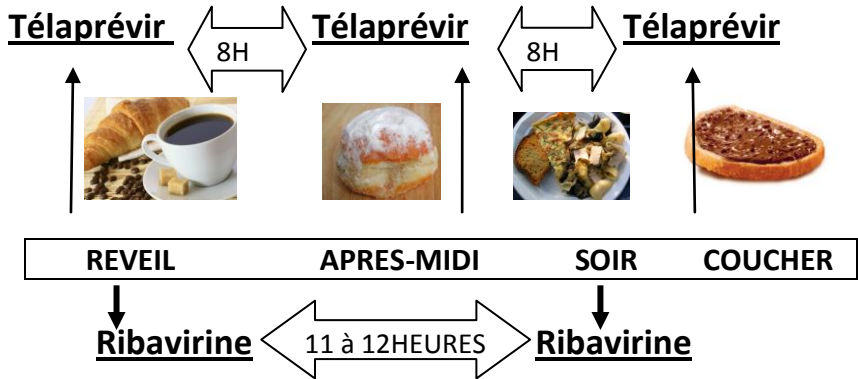 Télaprévir 8H Télaprévir 8H Télaprévir
REVEIL APRES-MIDI SOIR COUCHER
Ribavirine 11 à 12HEURES Ribavirine